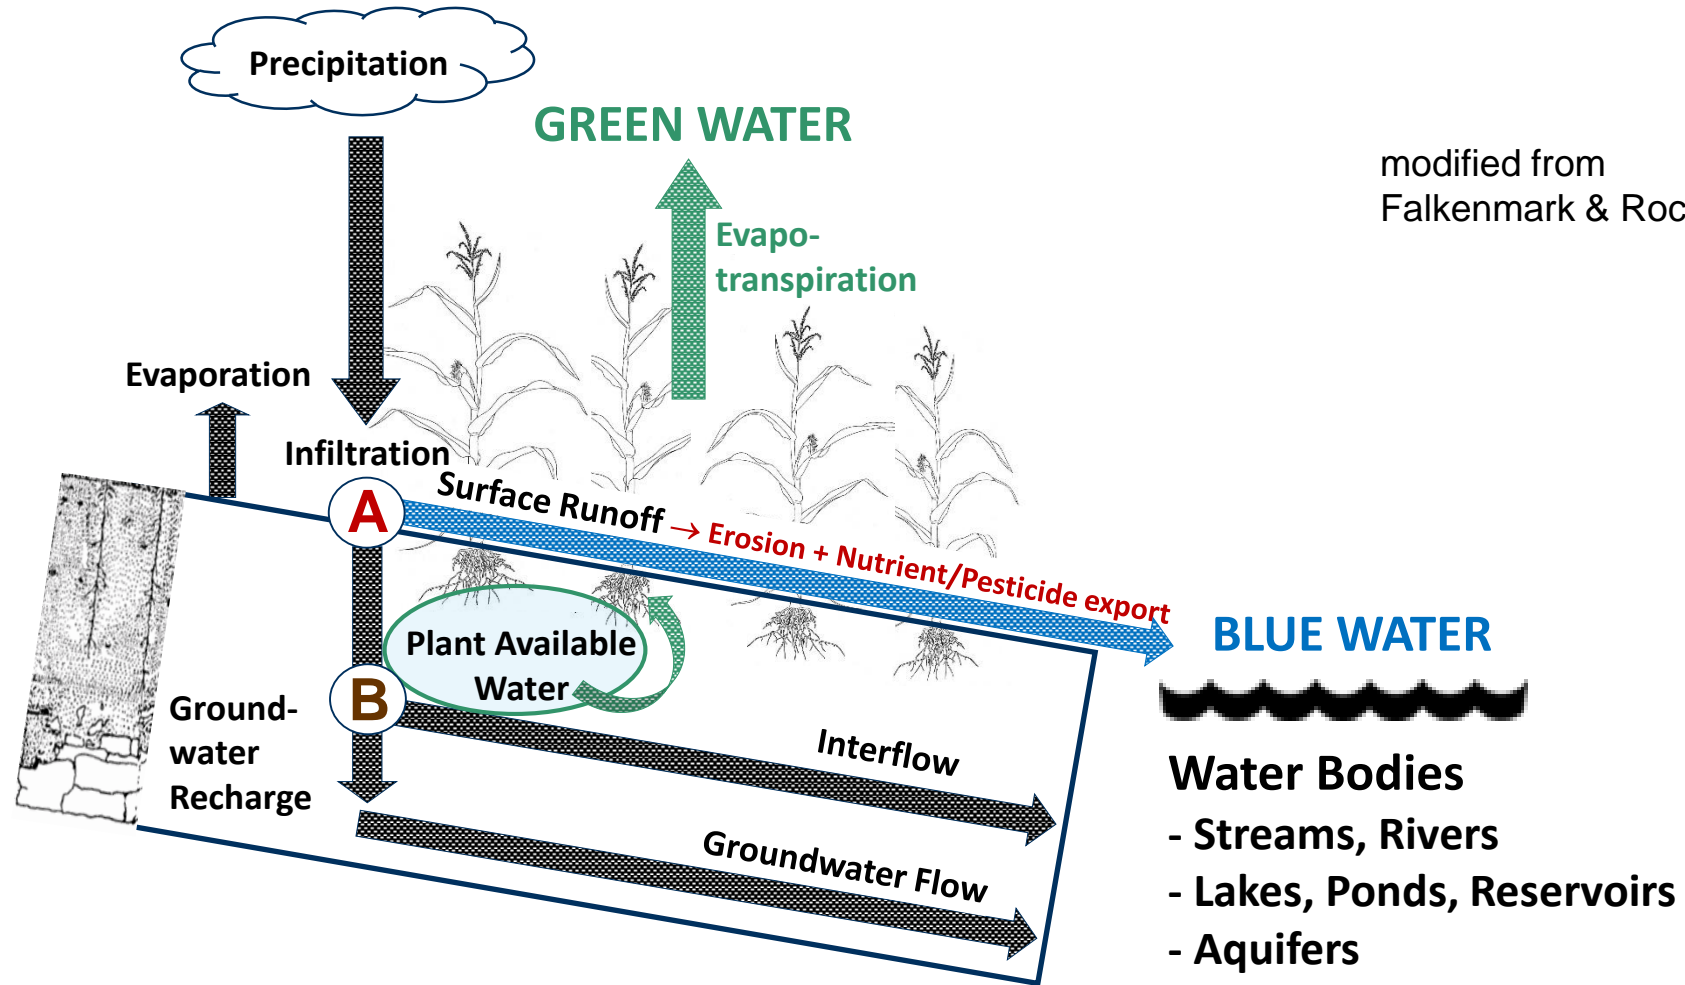 Precipitation
GREEN WATER
modified from
Falkenmark & Roc
Evapo-
transpiration
Evaporation
Infiltration
A
Surface Runoff → Erosion + Nutrient/Pesticide export
Plant Available
Water
B
BLUE WATER
Ground-
water
Recharge
Interflow
Groundwater Flow
Water Bodies
- Streams, Rivers
- Lakes, Ponds, Reservoirs
- Aquifers